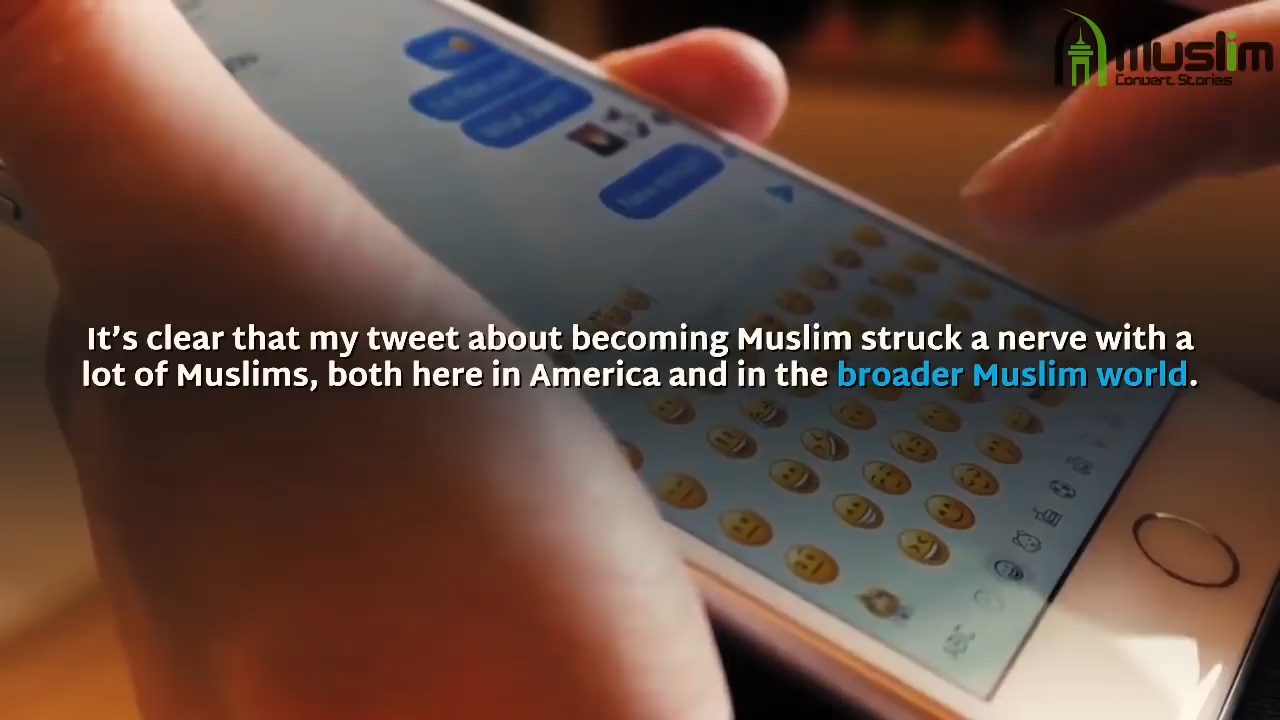 muslim
Convert Stories
It's clear that my tweet about becoming Muslim struck a nerve with a
lot of Muslims, both here in America and in the broader Muslim world.